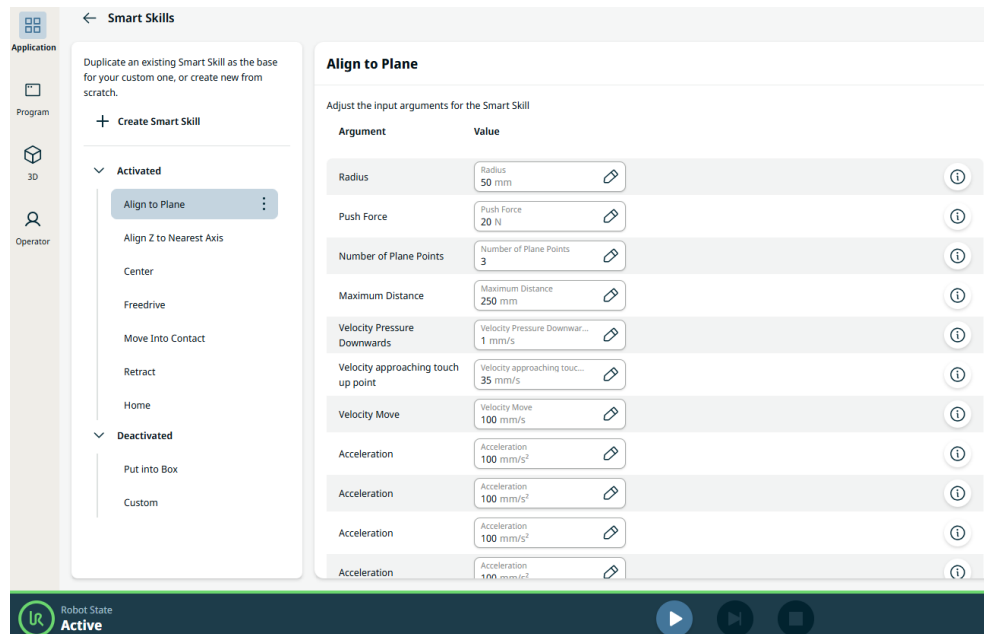 Smart Skills
Application
Program
3D
Operator
Duplicate an existing Smart Skill as the base
for your custom one, or create new from
scratch.
+ Create Smart Skill
Activated
Align to Plane
Align Z to Nearest Axis
Center
Freedrive
Move Into Contact
Retract
Home
Deactivated
Put into Box
Custom
Align to Plane
Adjust the input arguments for the Smart Skill
Argument Value
Radius
Radius
50 mm
Push Force
Push Force
20 N
Number of Plane Points
Number of Plane Points
3
Maximum Distance
Maximum Distance
250 mm
Velocity Pressure
Downwards
Velocity Pressure Downwar...
1 mm/s
Velocity approaching touch
up point
Velocity approaching touc...
35 mm/s
Velocity Move
Velocity Move
100 mm/s
Acceleration
Acceleration
100 mm/s²
Acceleration
Acceleration
100 mm/s²
Acceleration
Acceleration
100 mm/s²
Acceleration
Acceleration
100 mm/s²
UR
Robot State
Active